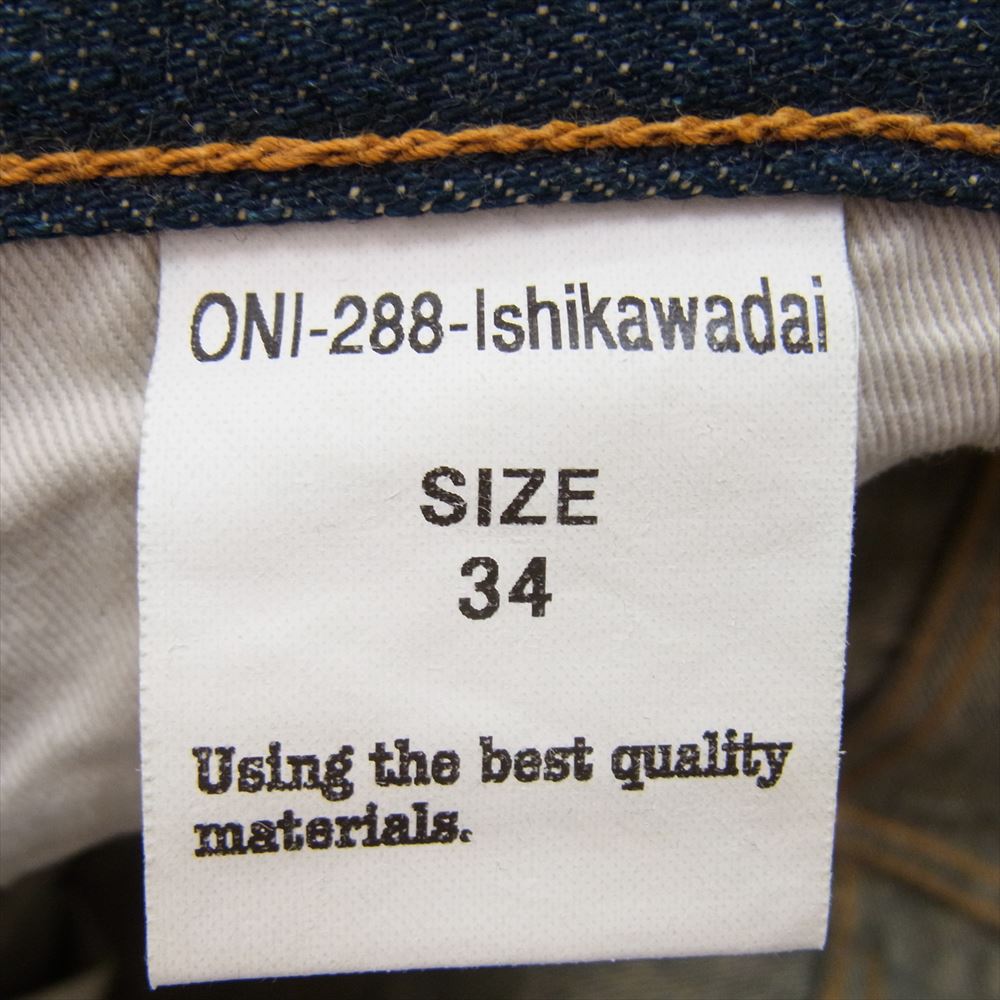 ONI-288-Ishikawadai
SIZE
34
Using the best quality
materials.